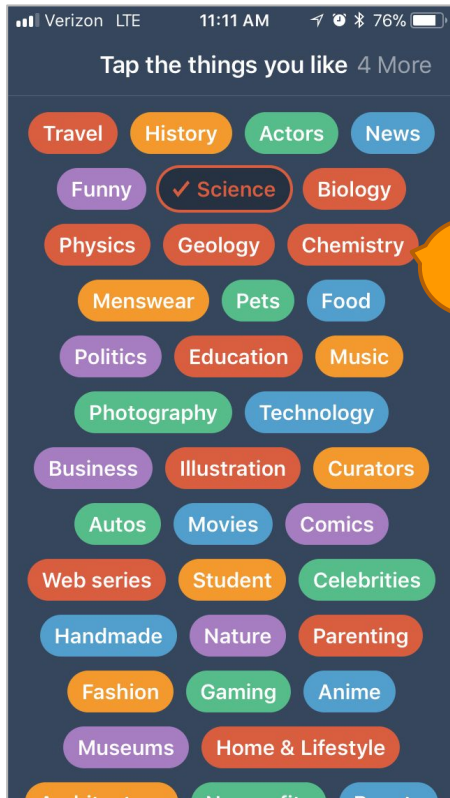 Verizon LTE 11:11 AM 76%
Tap the things you like 4 More
Travel History Actors News
Funny ✓ Science Biology
Physics Geology Chemistry
Menswear Pets Food
Politics Education Music
Photography Technology
Business Illustration Curators
Autos Movies Comics
Web series Student Celebrities
Handmade Nature Parenting
Fashion Gaming Anime
Museums Home & Lifestyle